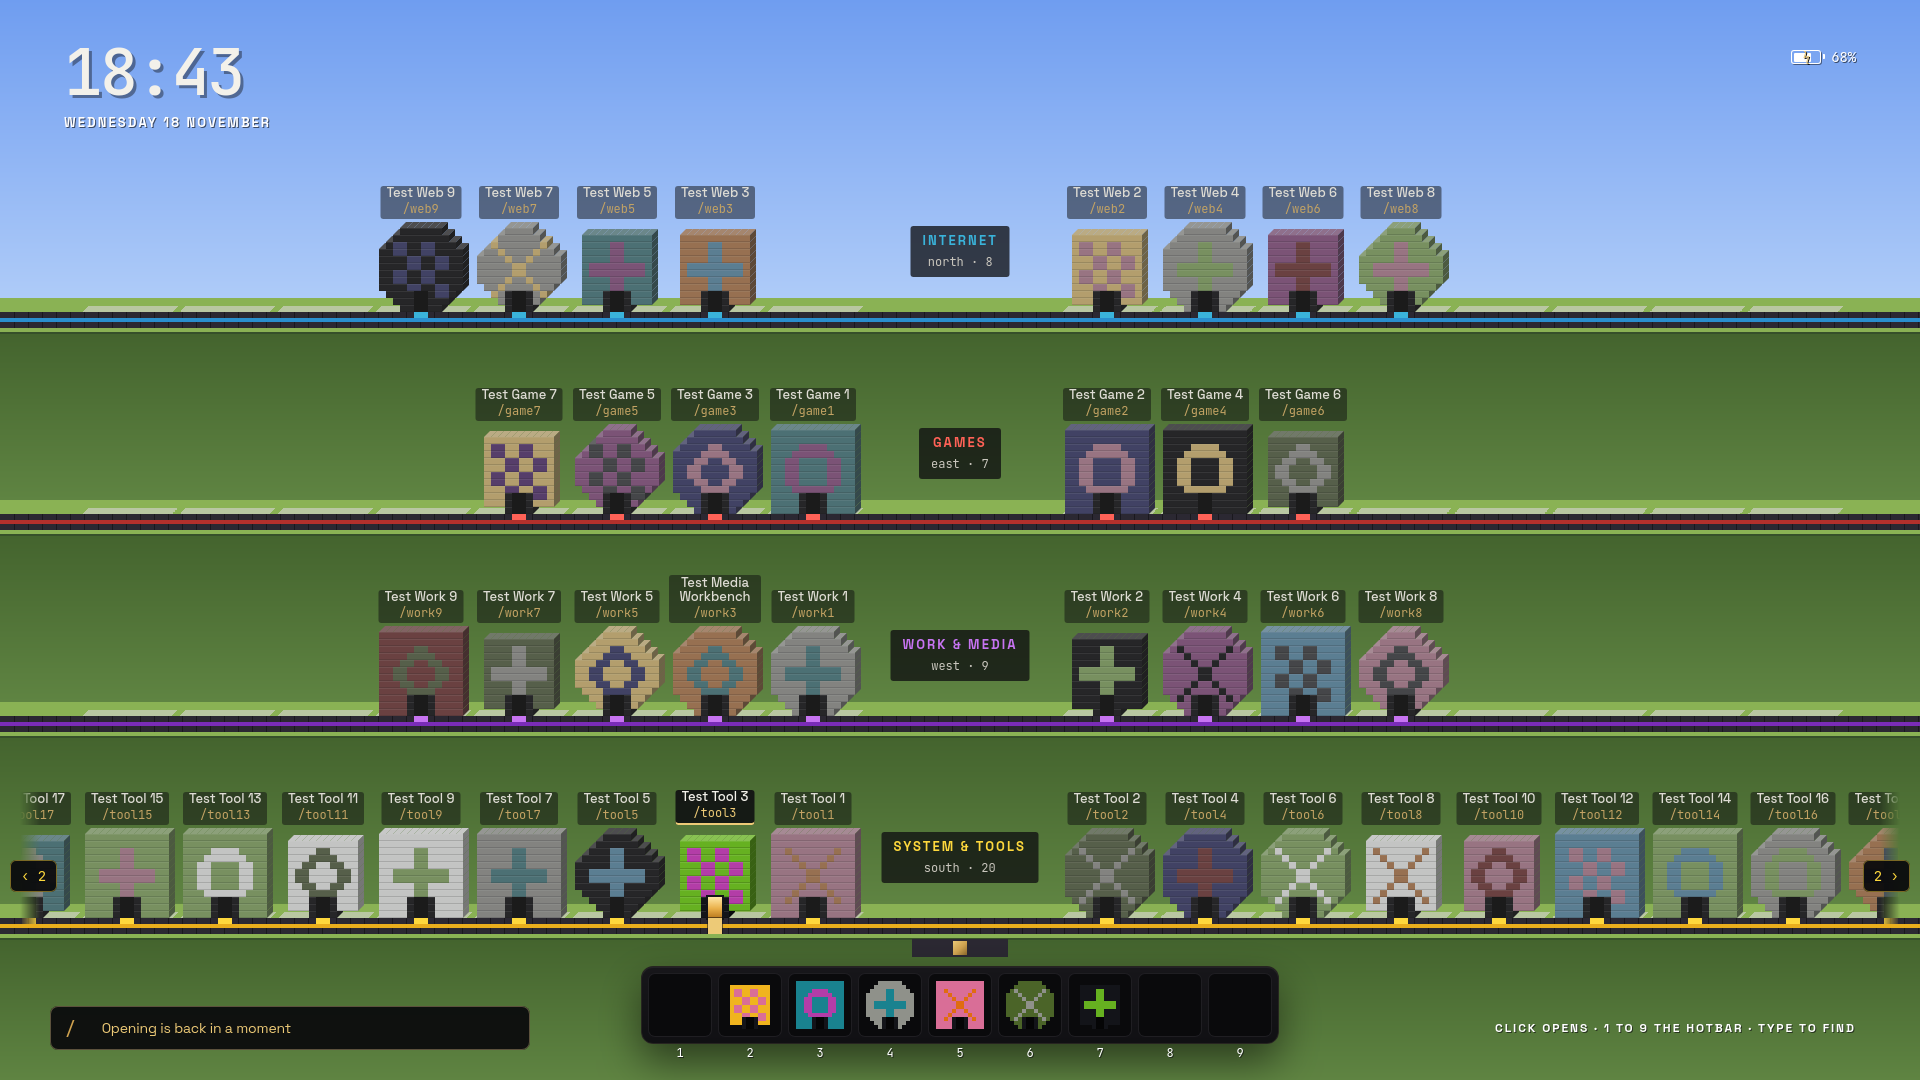 18:43
WEDNESDAY 18 NOVEMBER
68%
Test Web 9
/web9
Test Web 7
/web7
Test Web 5
/web5
Test Web 3
/web3
INTERNET
north · 8
Test Web 2
/web2
Test Web 4
/web4
Test Web 6
/web6
Test Web 8
/web8
Test Game 7
/game7
Test Game 5
/game5
Test Game 3
/game3
Test Game 1
/game1
GAMES
east · 7
Test Game 2
/game2
Test Game 4
/game4
Test Game 6
/game6
Test Work 9
/work9
Test Work 7
/work7
Test Work 5
/work5
Test Media
Workbench
/work3
Test Work 1
/work1
WORK & MEDIA
west · 9
Test Work 2
/work2
Test Work 4
/work4
Test Work 6
/work6
Test Work 8
/work8
Tool 17
Test Tool 15
/tool15
Test Tool 13
/tool13
Test Tool 11
/tool11
Test Tool 9
/tool9
Test Tool 7
/tool7
Test Tool 5
/tool5
Test Tool 3
/tool3
Test Tool 1
/tool1
SYSTEM & TOOLS
south · 20
Test Tool 2
/tool2
Test Tool 4
/tool4
Test Tool 6
/tool6
Test Tool 8
/tool8
Test Tool 10
/tool10
Test Tool 12
/tool12
Test Tool 14
/tool14
Test Tool 16
/tool16
Test
‹ 2
2 ›
/ Opening is back in a moment
1 2 3 4 5 6 7 8 9
CLICK OPENS · 1 TO 9 THE HOTBAR · TYPE TO FIND